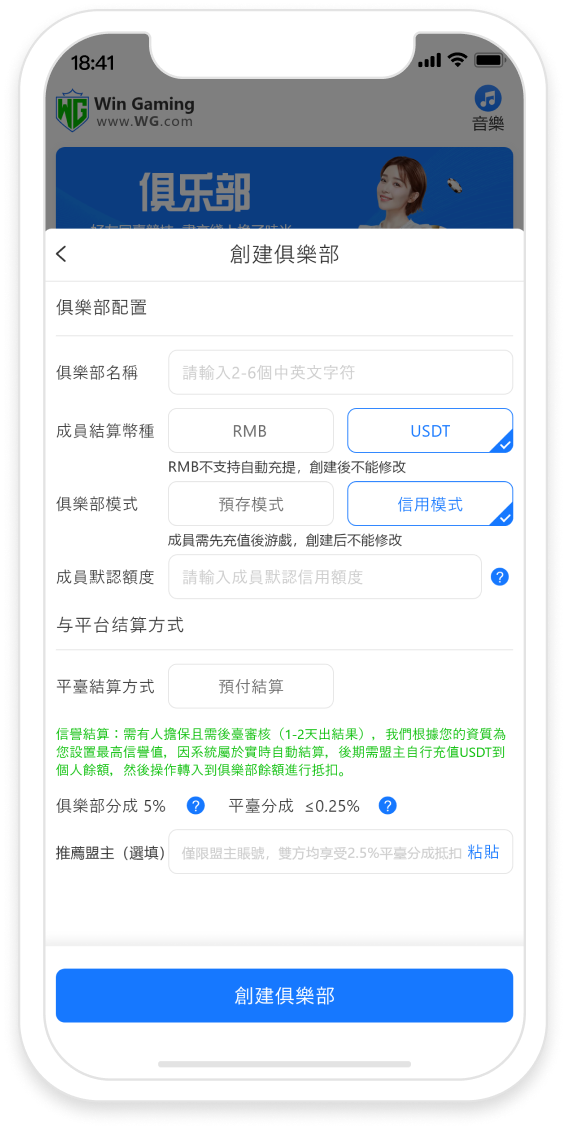 18:41
Win Gaming
www.WG.com
音樂
俱乐部
創建俱樂部
俱樂部配置
俱樂部名稱 請輸入2-6個中英文字符
成員結算幣種 RMB USDT
RMB不支持自動充提，創建後不能修改
俱樂部模式 預存模式 信用模式
成員需先充值後游戲，創建后不能修改
成員默認額度 請輸入成員默認信用額度 ?
与平台结算方式
平臺結算方式 預付結算
信譽結算：需有人擔保且需後臺審核（1-2天出結果），我們根據您的資質為
您設置最高信譽值，因系統屬於實時自動結算，後期需盟主自行充值USDT到
個人餘額，然後操作轉入到俱樂部餘額進行抵扣。
俱樂部分成 5% ? 平臺分成 ≤0.25% ?
推薦盟主（選填） 僅限盟主賬號，雙方均享受2.5%平臺分成抵扣 粘貼
創建俱樂部